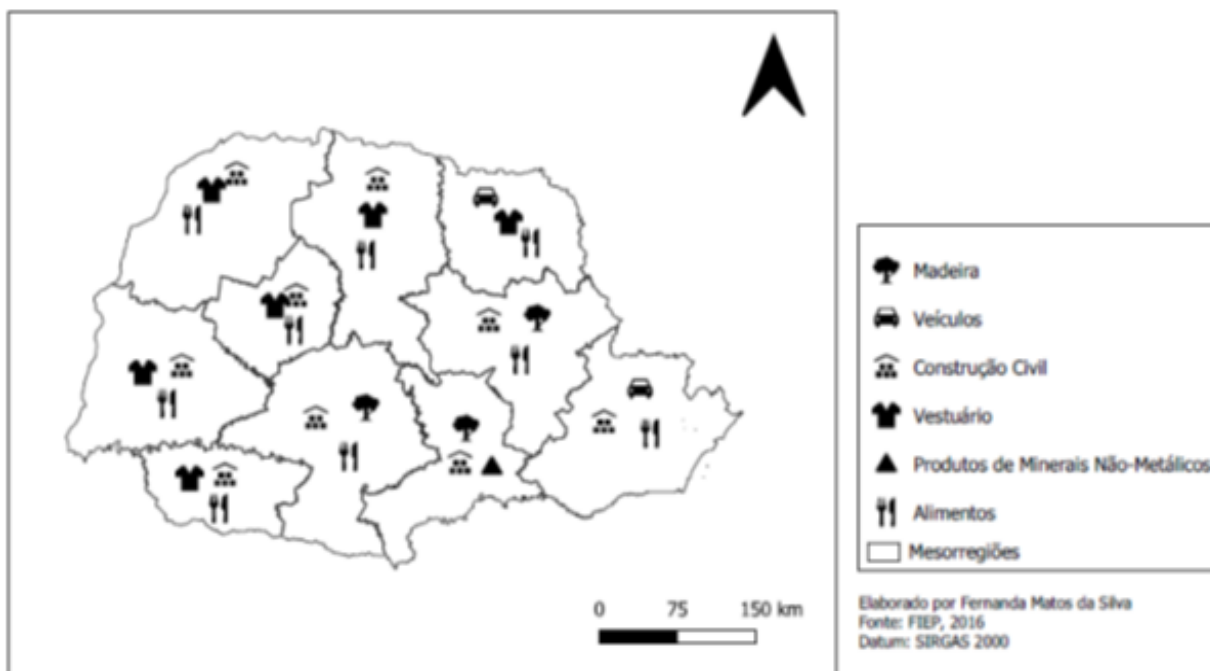 Madeira
Veículos
Construção Civil
Vestuário
Produtos de Minerais Não-Metálicos
Alimentos
Mesorregiões
0 75 150 km
Elaborado por Fernanda Matos da Silva
Fonte: FIEP, 2016
Datum: SIRGAS 2000